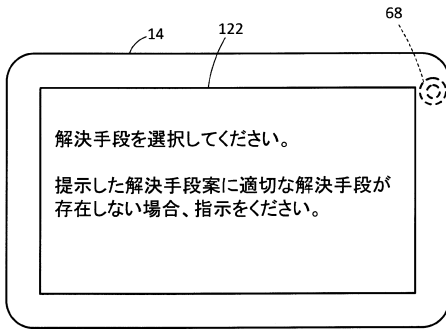 14
122
68
解決手段を選択してください。
提示した解決手段案に適切な解決手段が
存在しない場合、指示をください。